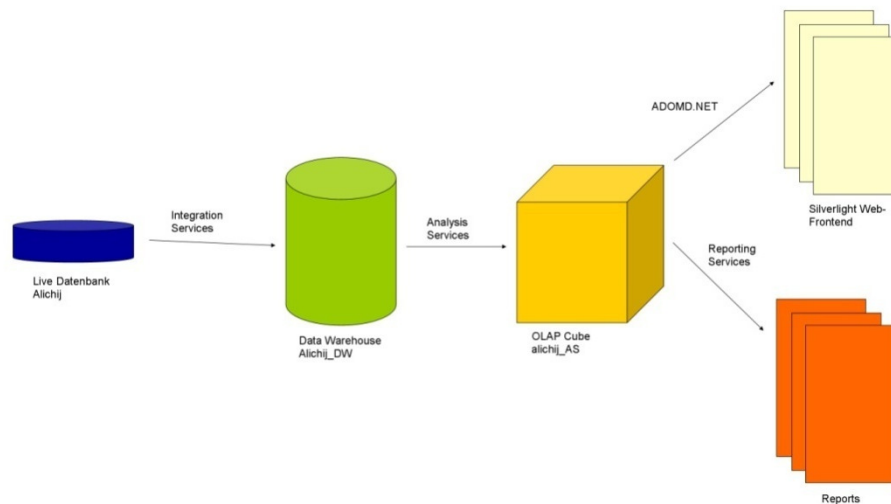 ADOMD.NET
Silverlight Web-
Frontend
Integration
Services
Analysis
Services
Reporting
Services
Live Datenbank
Alichij
Data Warehouse
Alichij_DW
OLAP Cube
alichij_AS
Reports